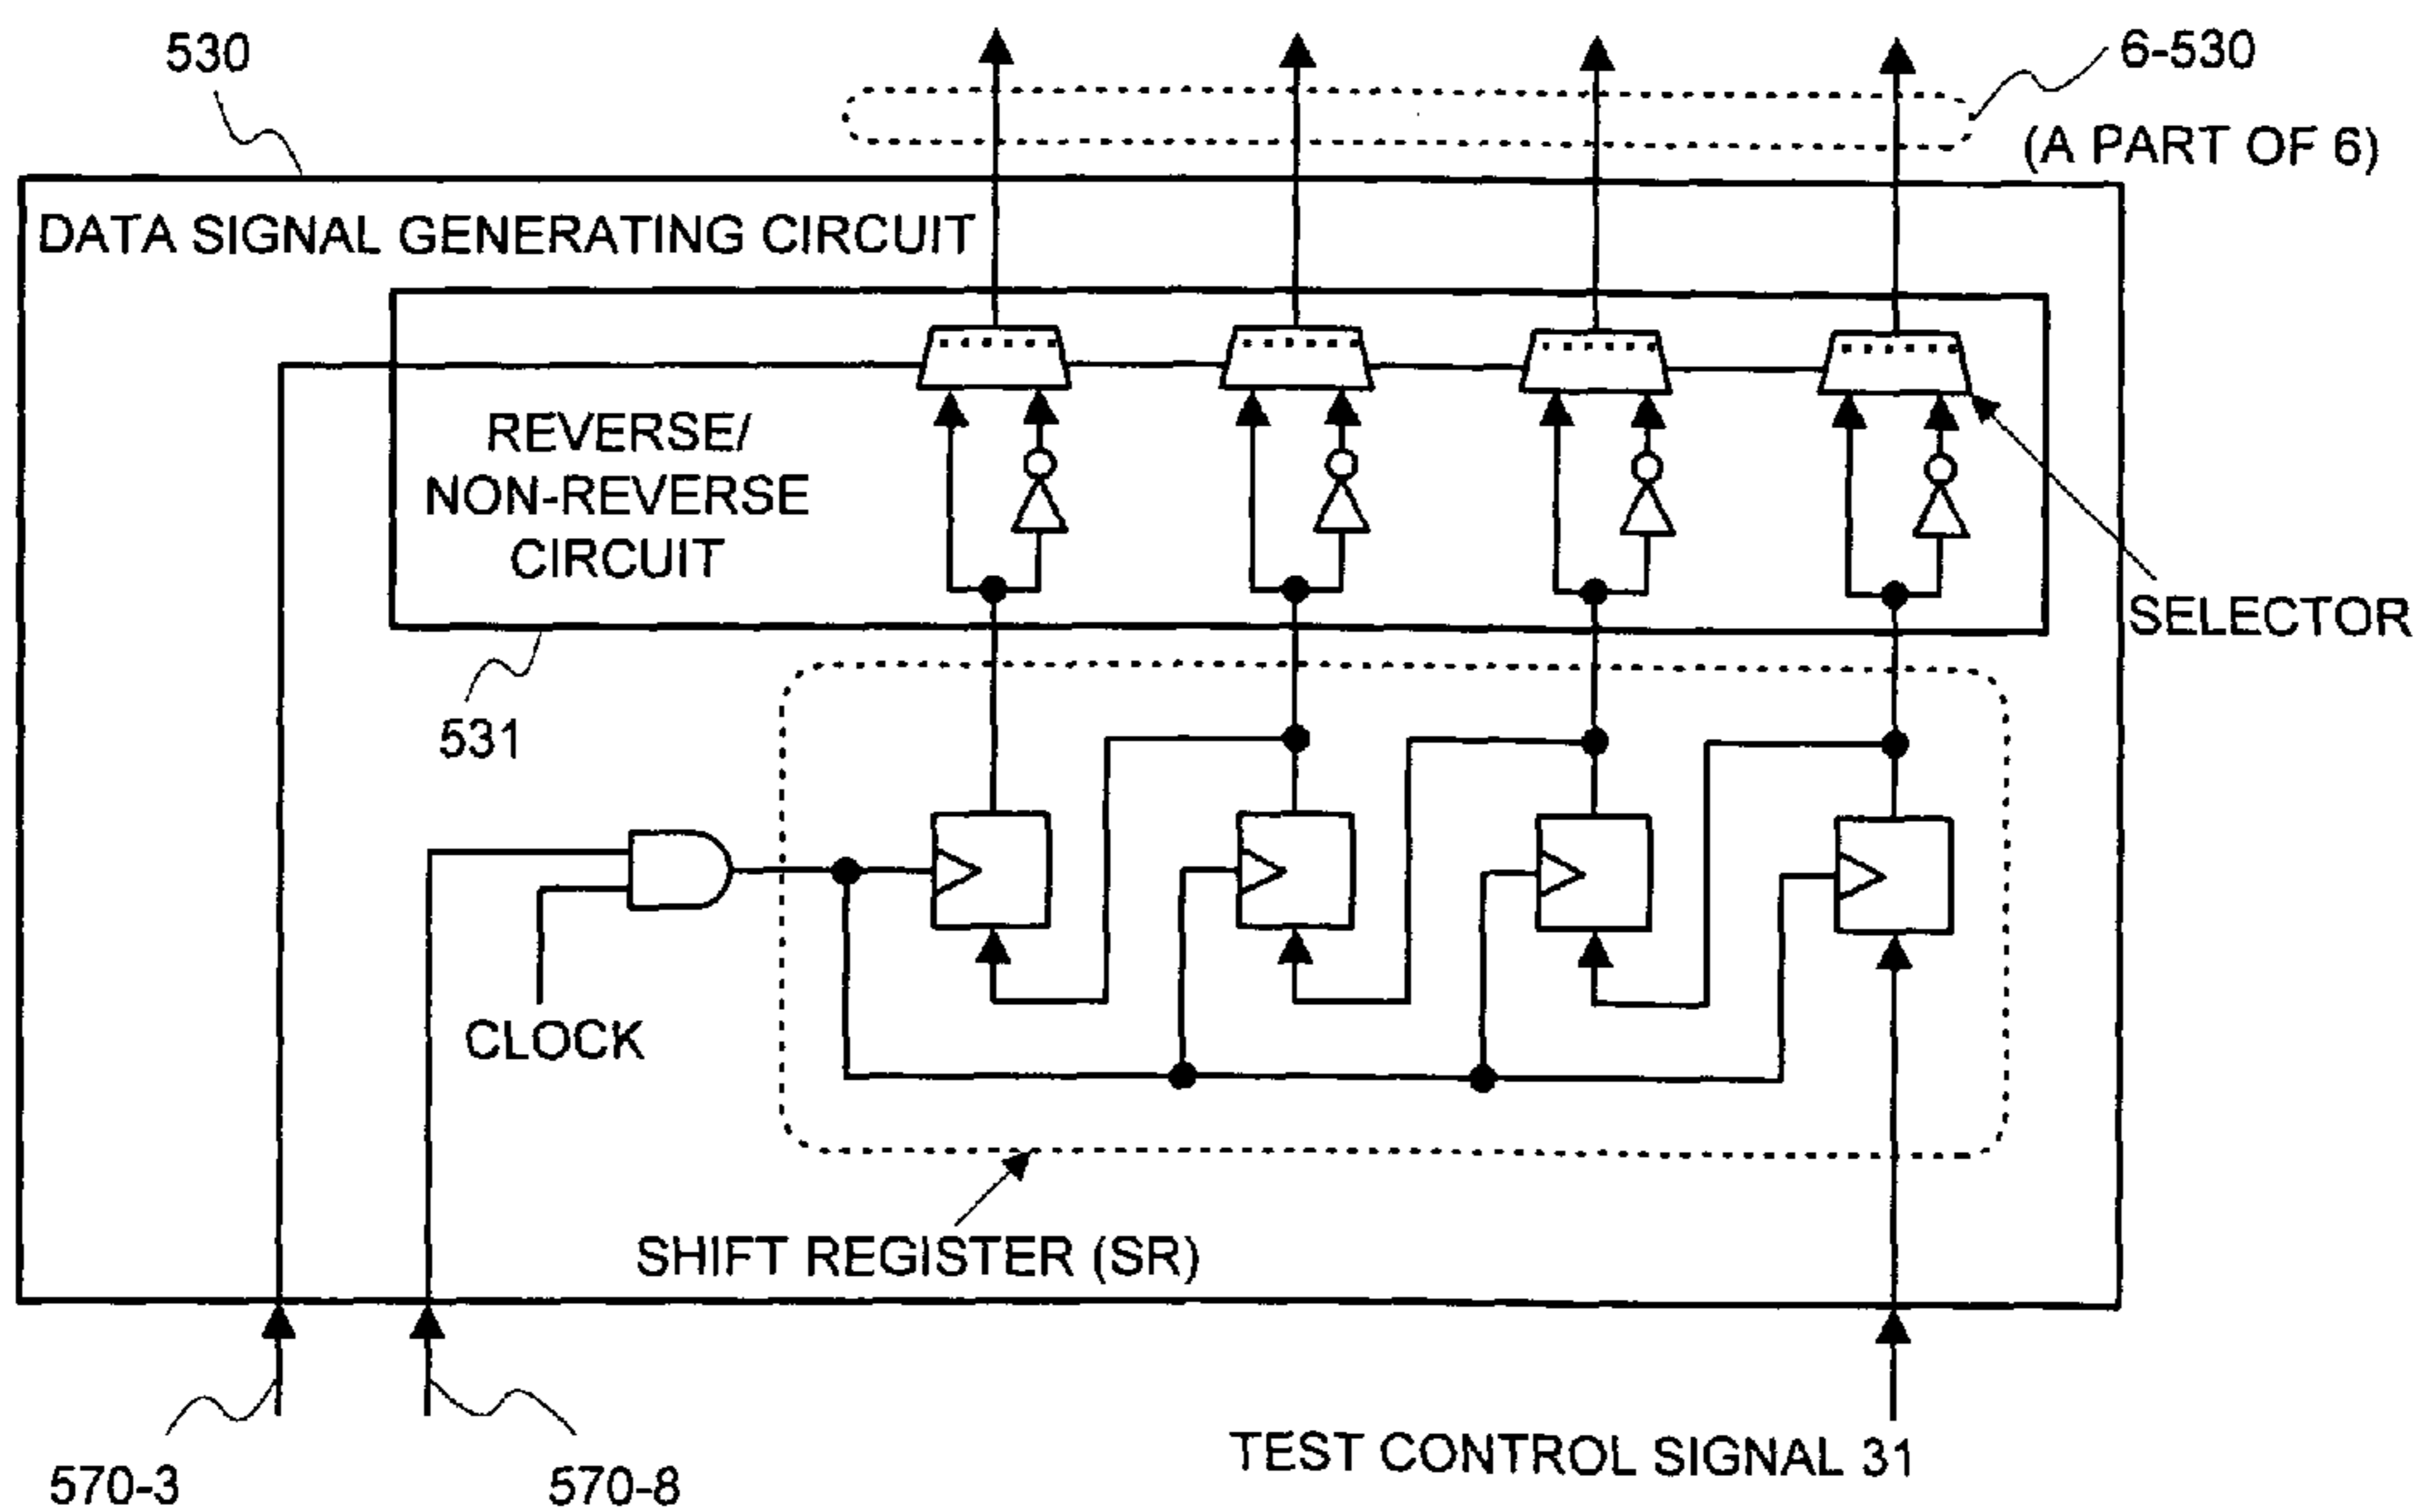 530
6-530
(A PART OF 6)
DATA SIGNAL GENERATING CIRCUIT
REVERSE/
NON-REVERSE
CIRCUIT
SELECTOR
531
CLOCK
SHIFT REGISTER (SR)
TEST CONTROL SIGNAL 31
570-3
570-8